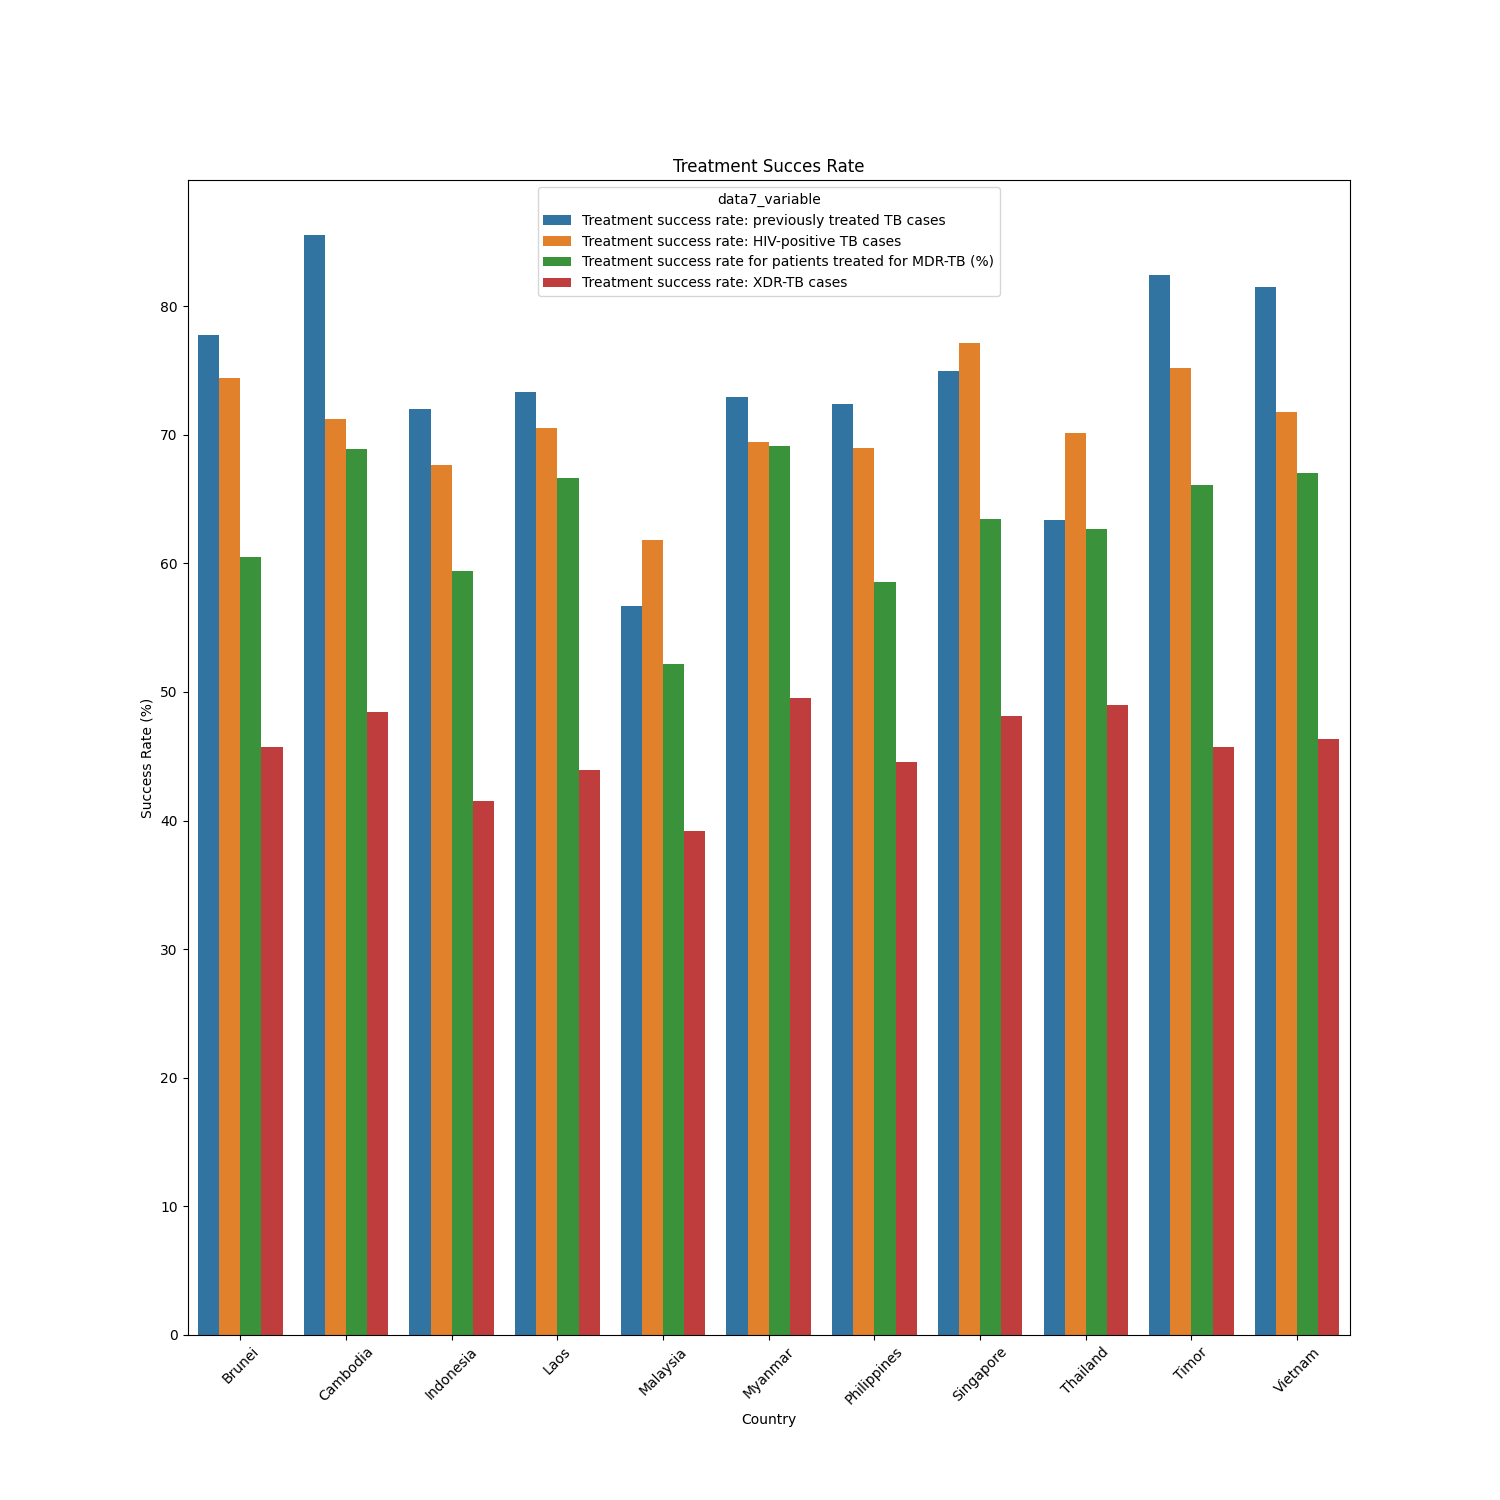 Treatment Succes Rate
data7_variable
Treatment success rate: previously treated TB cases
Treatment success rate: HIV-positive TB cases
Treatment success rate for patients treated for MDR-TB (%)
Treatment success rate: XDR-TB cases
Success Rate (%)
80
70
60
50
40
30
20
10
0
Brunei
Cambodia
Indonesia
Laos
Malaysia
Myanmar
Philippines
Singapore
Thailand
Timor
Vietnam
Country